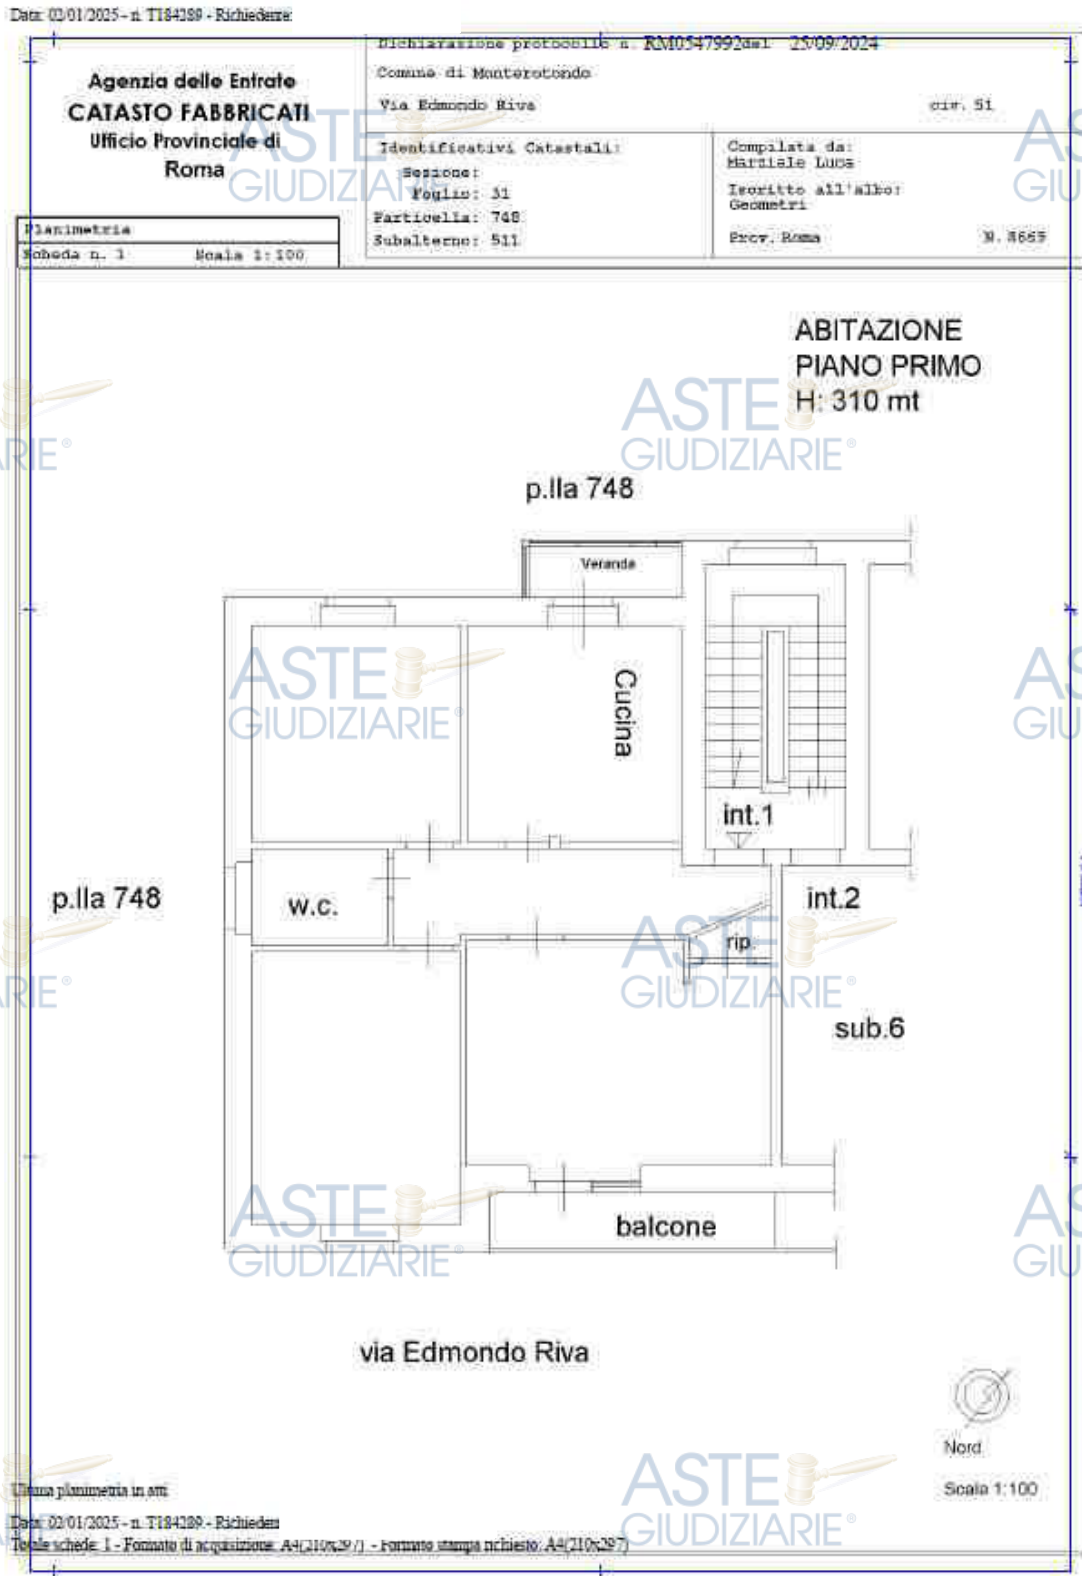 Data: 02/01/2025 - n. T184289 - Richiedente:
Dichiarazione protocollo n. RM0547992del 25/09/2024
Agenzia delle Entrate
CATASTO FABBRICATI
Ufficio Provinciale di
Roma
Comune di Monterotondo
Via Edmondo Riva civ. 51
Identificativi Catastali:
Sezione:
Foglio: 31
Particella: 748
Subalterno: 511
Compilata da:
Marziale Luca
Iscritto all'albo:
Geometri
Prov. Roma N. 8665
Planimetria
Scheda n. 1 Scala 1:100
ABITAZIONE
PIANO PRIMO
H: 310 mt
p.lla 748
Veranda
Cucina
int.1
p.lla 748
w.c.
int.2
rip.
sub.6
balcone
via Edmondo Riva
Nord
Scala 1:100
Ultima planimetria in atti
Data: 02/01/2025 - n. T184289 - Richiedente
Totale schede: 1 - Formato di acquisizione: A4(210x297) - Formato stampa richiesto: A4(210x297)
ASTE
GIUDIZIARIE®